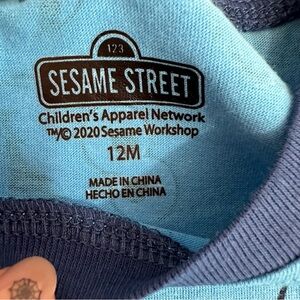 123
SESAME STREET
Children's Apparel Network
TM/© 2020 Sesame Workshop
12M
MADE IN CHINA
HECHO EN CHINA